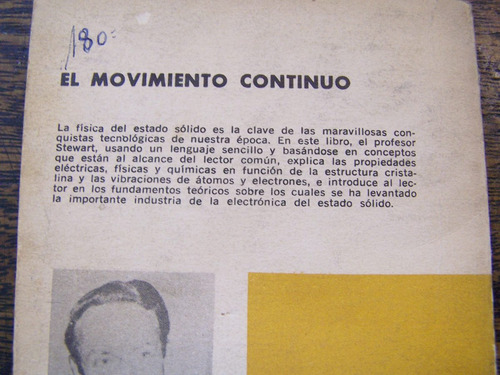 180=
EL MOVIMIENTO CONTINUO
La física del estado sólido es la clave de las maravillosas con-
quistas tecnológicas de nuestra época. En este libro, el profesor
Stewart, usando un lenguaje sencillo y basándose en conceptos
que están al alcance del lector común, explica las propiedades
eléctricas, físicas y químicas en función de la estructura crista-
lina y las vibraciones de átomos y electrones, e introduce al lec-
tor en los fundamentos teóricos sobre los cuales se ha levantado
la importante industria de la electrónica del estado sólido.